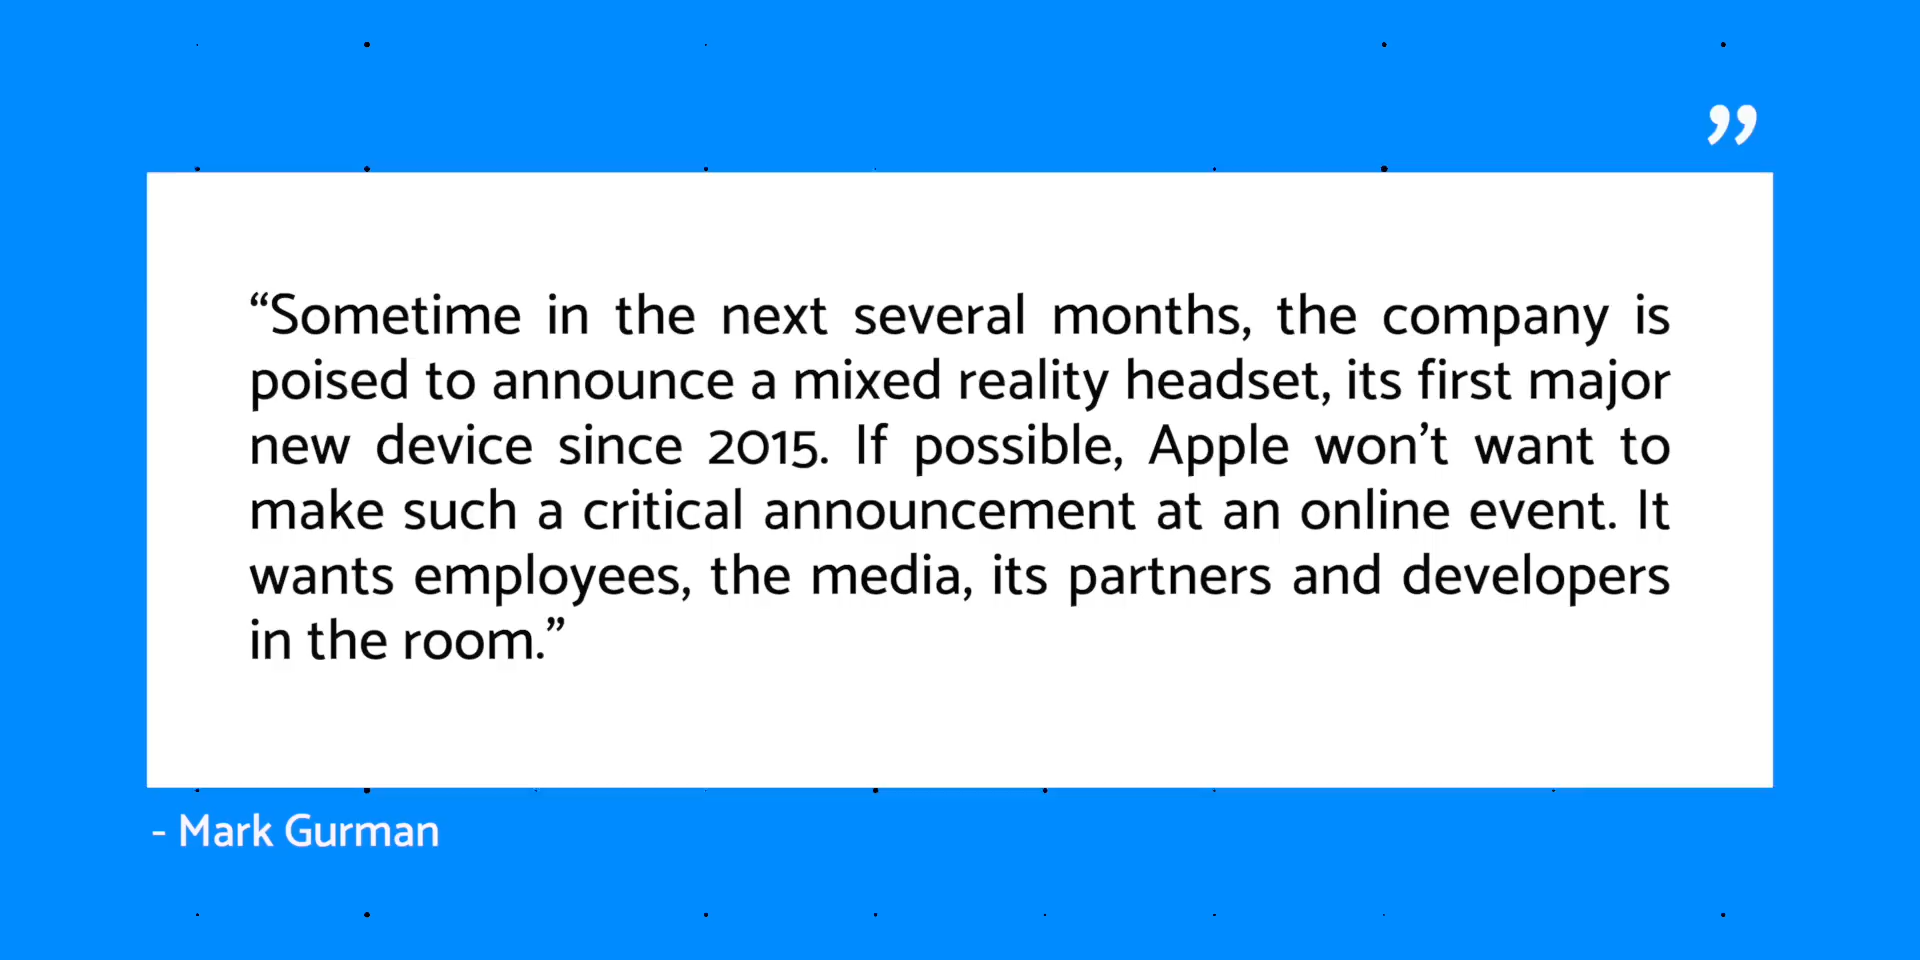 ”
“Sometime in the next several months, the company is
poised to announce a mixed reality headset, its first major
new device since 2015. If possible, Apple won’t want to
make such a critical announcement at an online event. It
wants employees, the media, its partners and developers
in the room.”
- Mark Gurman